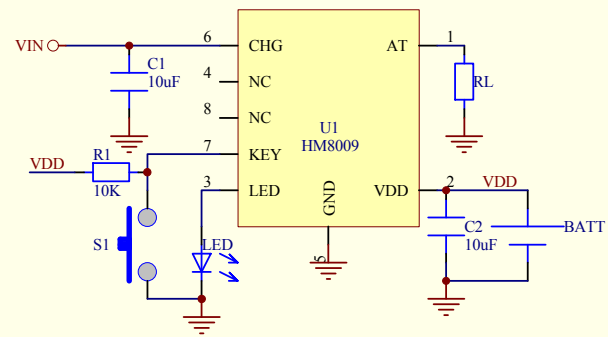 VIN
6
CHG
AT
1
C1
10uF
4
NC
RL
8
NC
U1
HM8009
VDD
R1
10K
7
KEY
3
LED
GND
VDD
2
VDD
S1
LED
5
C2
10uF
BATT